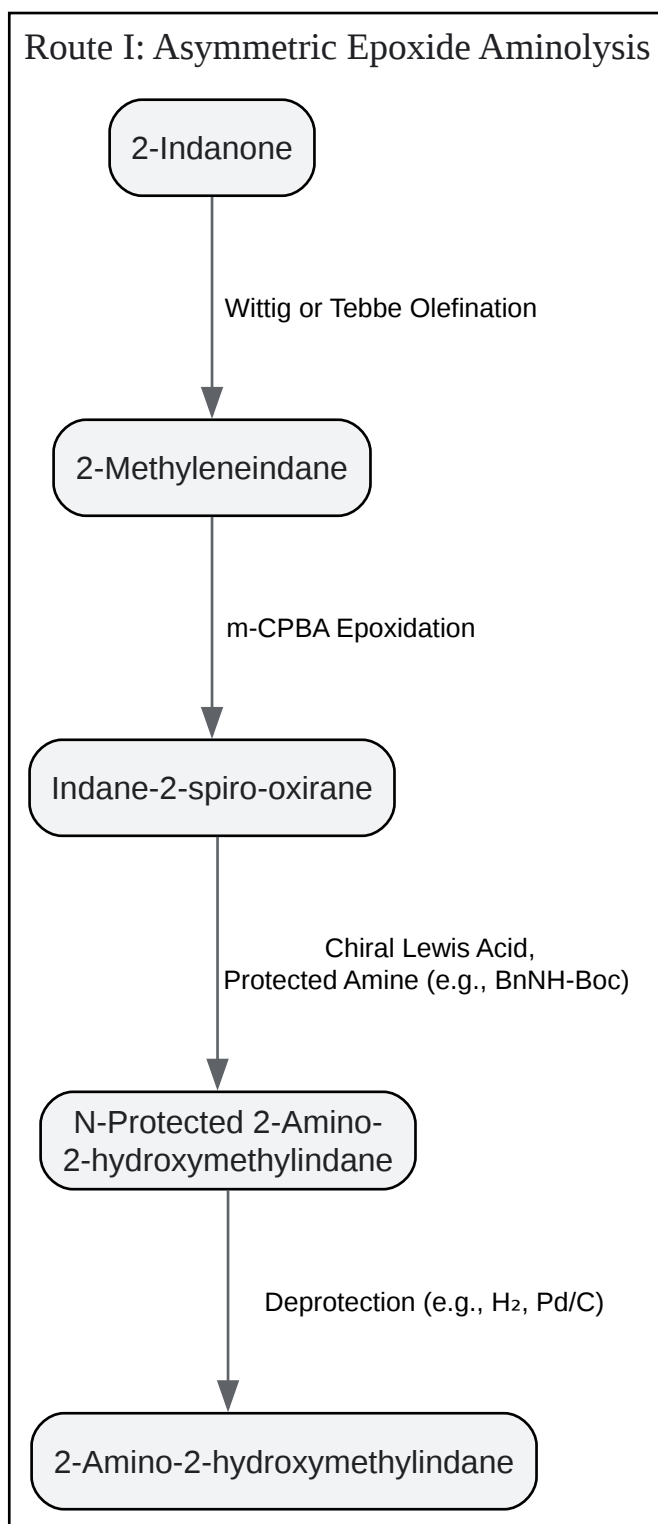 Route I: Asymmetric Epoxide Aminolysis
2-Indanone
Wittig or Tebbe Olefination
2-Methyleneindane
m-CPBA Epoxidation
Indane-2-spiro-oxirane
Chiral Lewis Acid,
Protected Amine (e.g., BnNH-Boc)
N-Protected 2-Amino-
2-hydroxymethylindane
Deprotection (e.g., H₂, Pd/C)
2-Amino-2-hydroxymethylindane